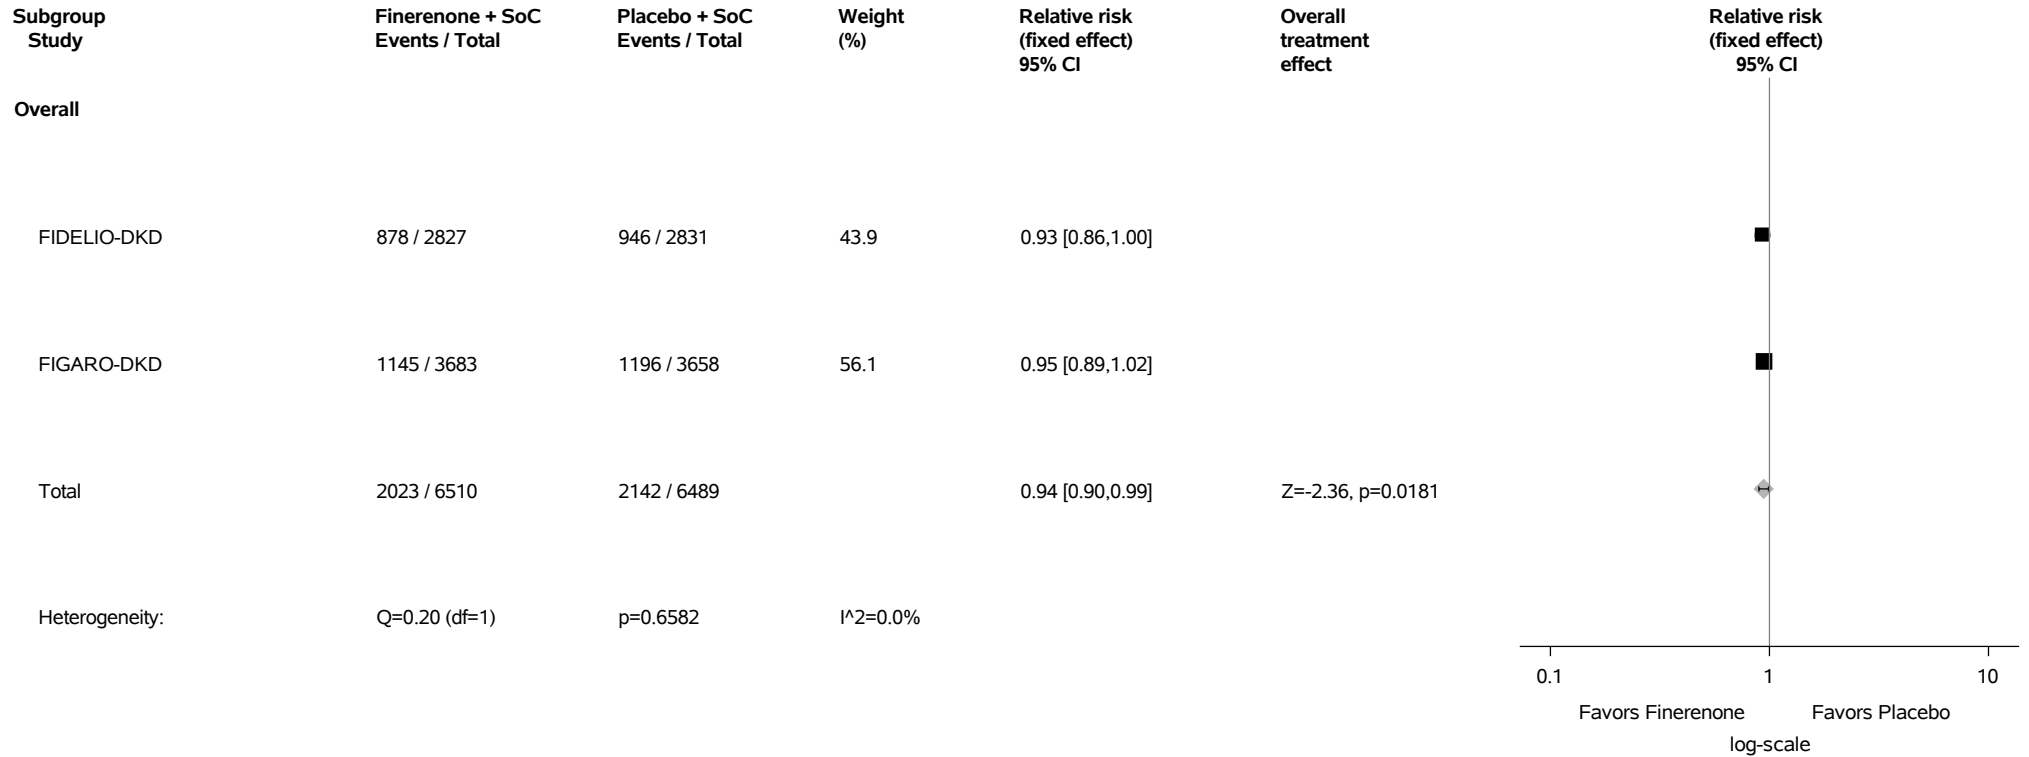 Subgroup Finerenone + SoC Placebo + SoC Weight Relative risk Overall Relative risk
Study Events / Total Events / Total (%) (fixed effect) treatment (fixed effect)
95% CI effect 95% CI
Overall
FIDELIO-DKD 878 / 2827 946 / 2831 43.9 0.93 [0.86,1.00]
FIGARO-DKD 1145 / 3683 1196 / 3658 56.1 0.95 [0.89,1.02]
Total 2023 / 6510 2142 / 6489 0.94 [0.90,0.99] Z=-2.36, p=0.0181
Heterogeneity: Q=0.20 (df=1) p=0.6582 I^2=0.0%
0.1 1 10
Favors Finerenone Favors Placebo
log-scale